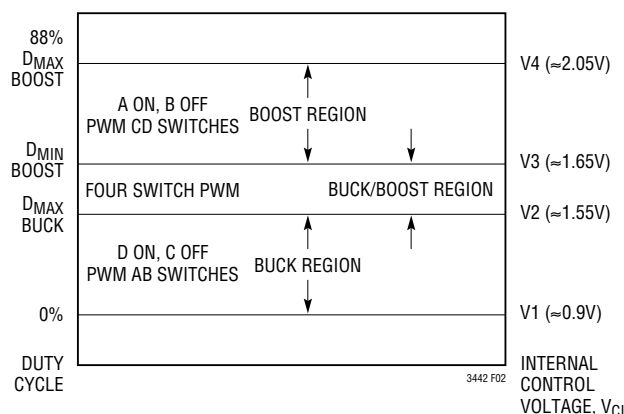 88%
DMAX
BOOST
V4 (≈2.05V)
A ON, B OFF
PWM CD SWITCHES
BOOST REGION
DMIN
BOOST
V3 (≈1.65V)
FOUR SWITCH PWM
BUCK/BOOST REGION
DMAX
BUCK
V2 (≈1.55V)
D ON, C OFF
PWM AB SWITCHES
BUCK REGION
0%
V1 (≈0.9V)
DUTY
CYCLE
3442 F02
INTERNAL
CONTROL
VOLTAGE,